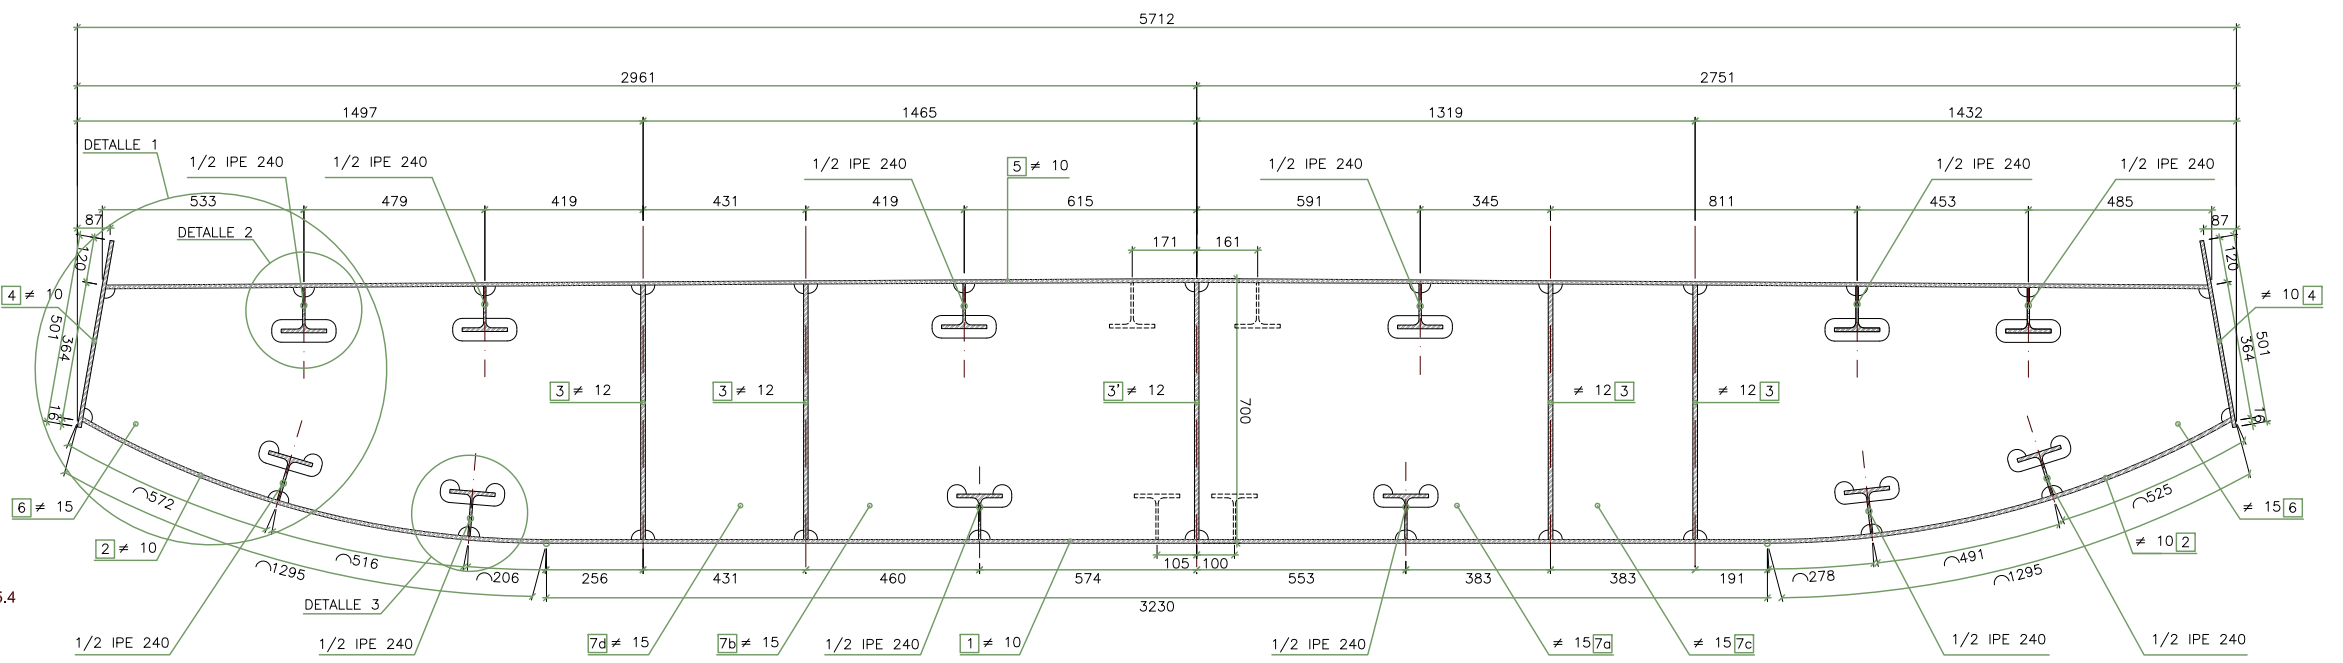 5712
2961 2751
1497 1465 1319 1432
DETALLE 1
1/2 IPE 240 1/2 IPE 240 1/2 IPE 240 5 ≠ 10 1/2 IPE 240 1/2 IPE 240 1/2 IPE 240
533 479 419 431 419 615 591 345 811 453 485
87 87
DETALLE 2
171 161
120 120
4 ≠ 10 ≠ 10 4
501 364 364 501
3 ≠ 12 3 ≠ 12 3' ≠ 12 ≠ 12 3 ≠ 12 3
700
16 16
572 525
6 ≠ 15 ≠ 15 6
2 ≠ 10 ≠ 10 2
516 491
1295 206 256 431 460 574 105 100 553 383 383 191 278 1295
5.4
DETALLE 3
3230
1/2 IPE 240 1/2 IPE 240 7d ≠ 15 7b ≠ 15 1/2 IPE 240 1 ≠ 10 1/2 IPE 240 ≠ 15 7a ≠ 15 7c 1/2 IPE 240 1/2 IPE 240